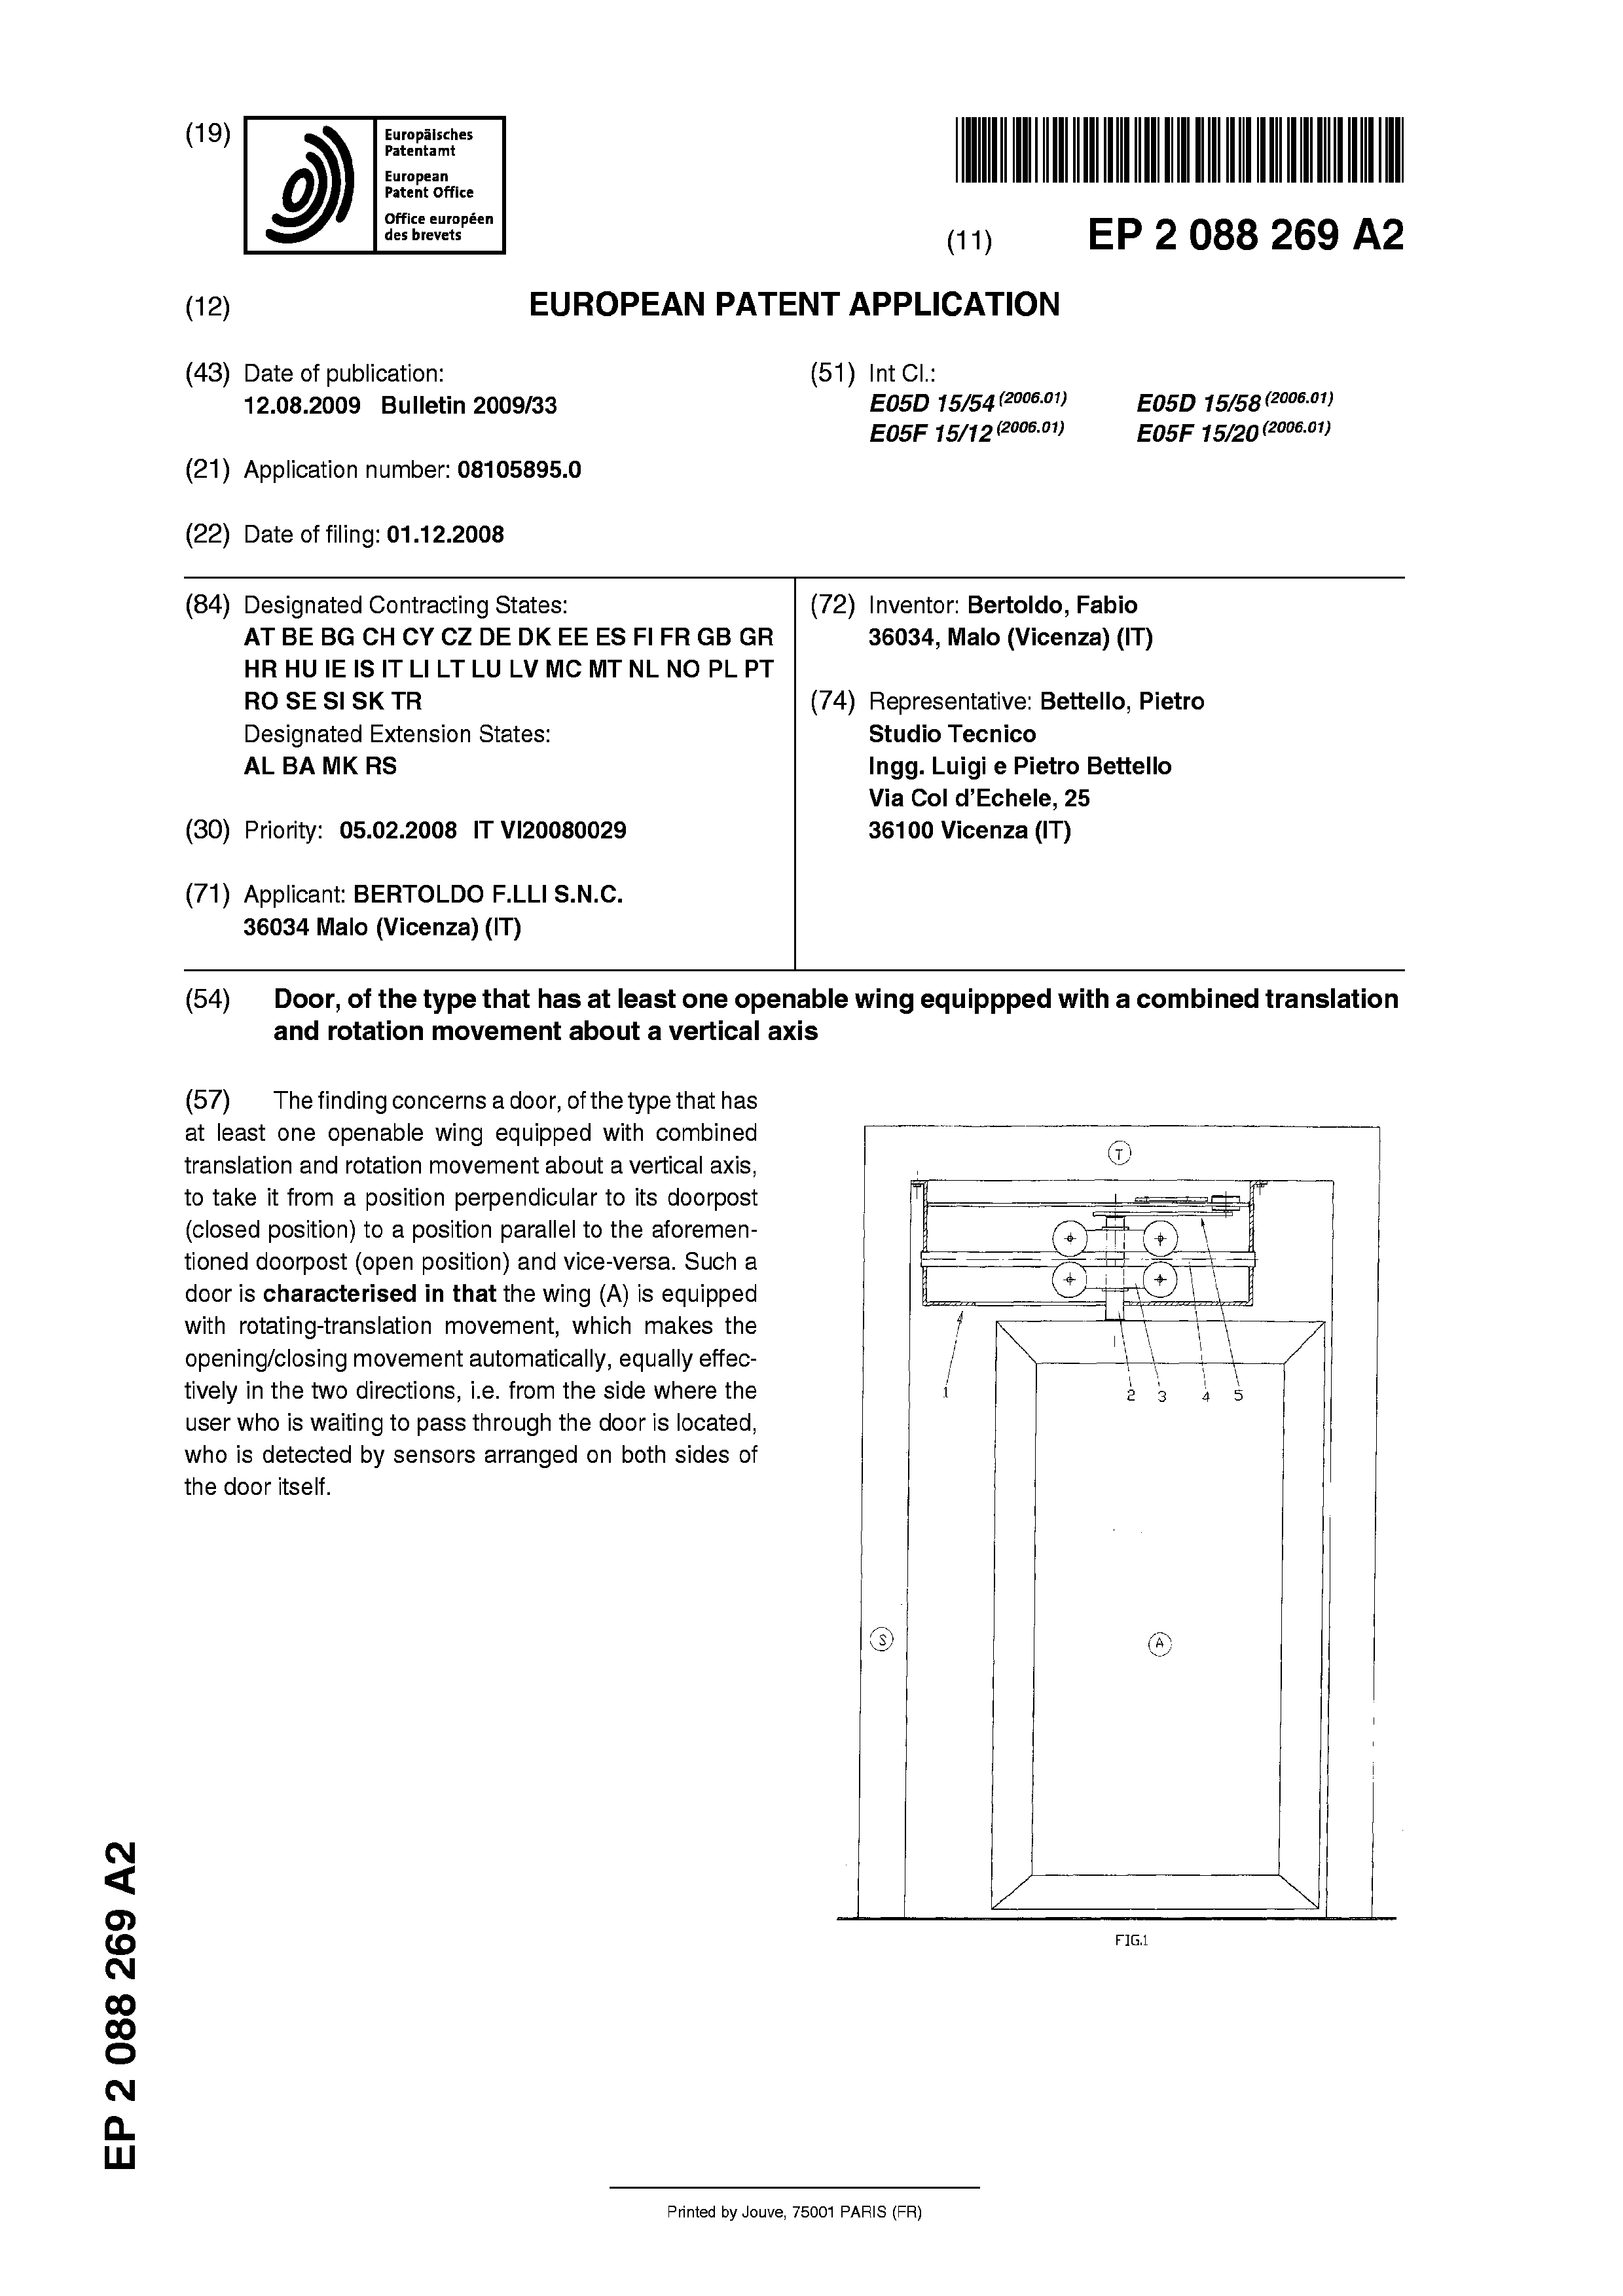 (19)
Europäisches
Patentamt
European
Patent Office
Office européen
des brevets
(11)
EP 2 088 269 A2
(12)
EUROPEAN PATENT APPLICATION
(43) Date of publication:
12.08.2009 Bulletin 2009/33
(21) Application number: 08105895.0
(22) Date of filing: 01.12.2008
(51) Int Cl.:
E05D 15/54 (2006.01) E05D 15/58 (2006.01)
E05F 15/12 (2006.01) E05F 15/20 (2006.01)
(84) Designated Contracting States:
AT BE BG CH CY CZ DE DK EE ES FI FR GB GR
HR HU IE IS IT LI LT LU LV MC MT NL NO PL PT
RO SE SI SK TR
Designated Extension States:
AL BA MK RS
(30) Priority: 05.02.2008 IT VI20080029
(71) Applicant: BERTOLDO F.LLI S.N.C.
36034 Malo (Vicenza) (IT)
(72) Inventor: Bertoldo, Fabio
36034, Malo (Vicenza) (IT)
(74) Representative: Bettello, Pietro
Studio Tecnico
Ingg. Luigi e Pietro Bettello
Via Col d'Echele, 25
36100 Vicenza (IT)
(54) Door, of the type that has at least one openable wing equippped with a combined translation
and rotation movement about a vertical axis
(57) The finding concerns a door, of the type that has
at least one openable wing equipped with combined
translation and rotation movement about a vertical axis,
to take it from a position perpendicular to its doorpost
(closed position) to a position parallel to the aforemen-
tioned doorpost (open position) and vice-versa. Such a
door is characterised in that the wing (A) is equipped
with rotating-translation movement, which makes the
opening/closing movement automatically, equally effec-
tively in the two directions, i.e. from the side where the
user who is waiting to pass through the door is located,
who is detected by sensors arranged on both sides of
the door itself.
T
1 2 3 4 5
S
A
FIG.1
EP 2 088 269 A2
Printed by Jouve, 75001 PARIS (FR)